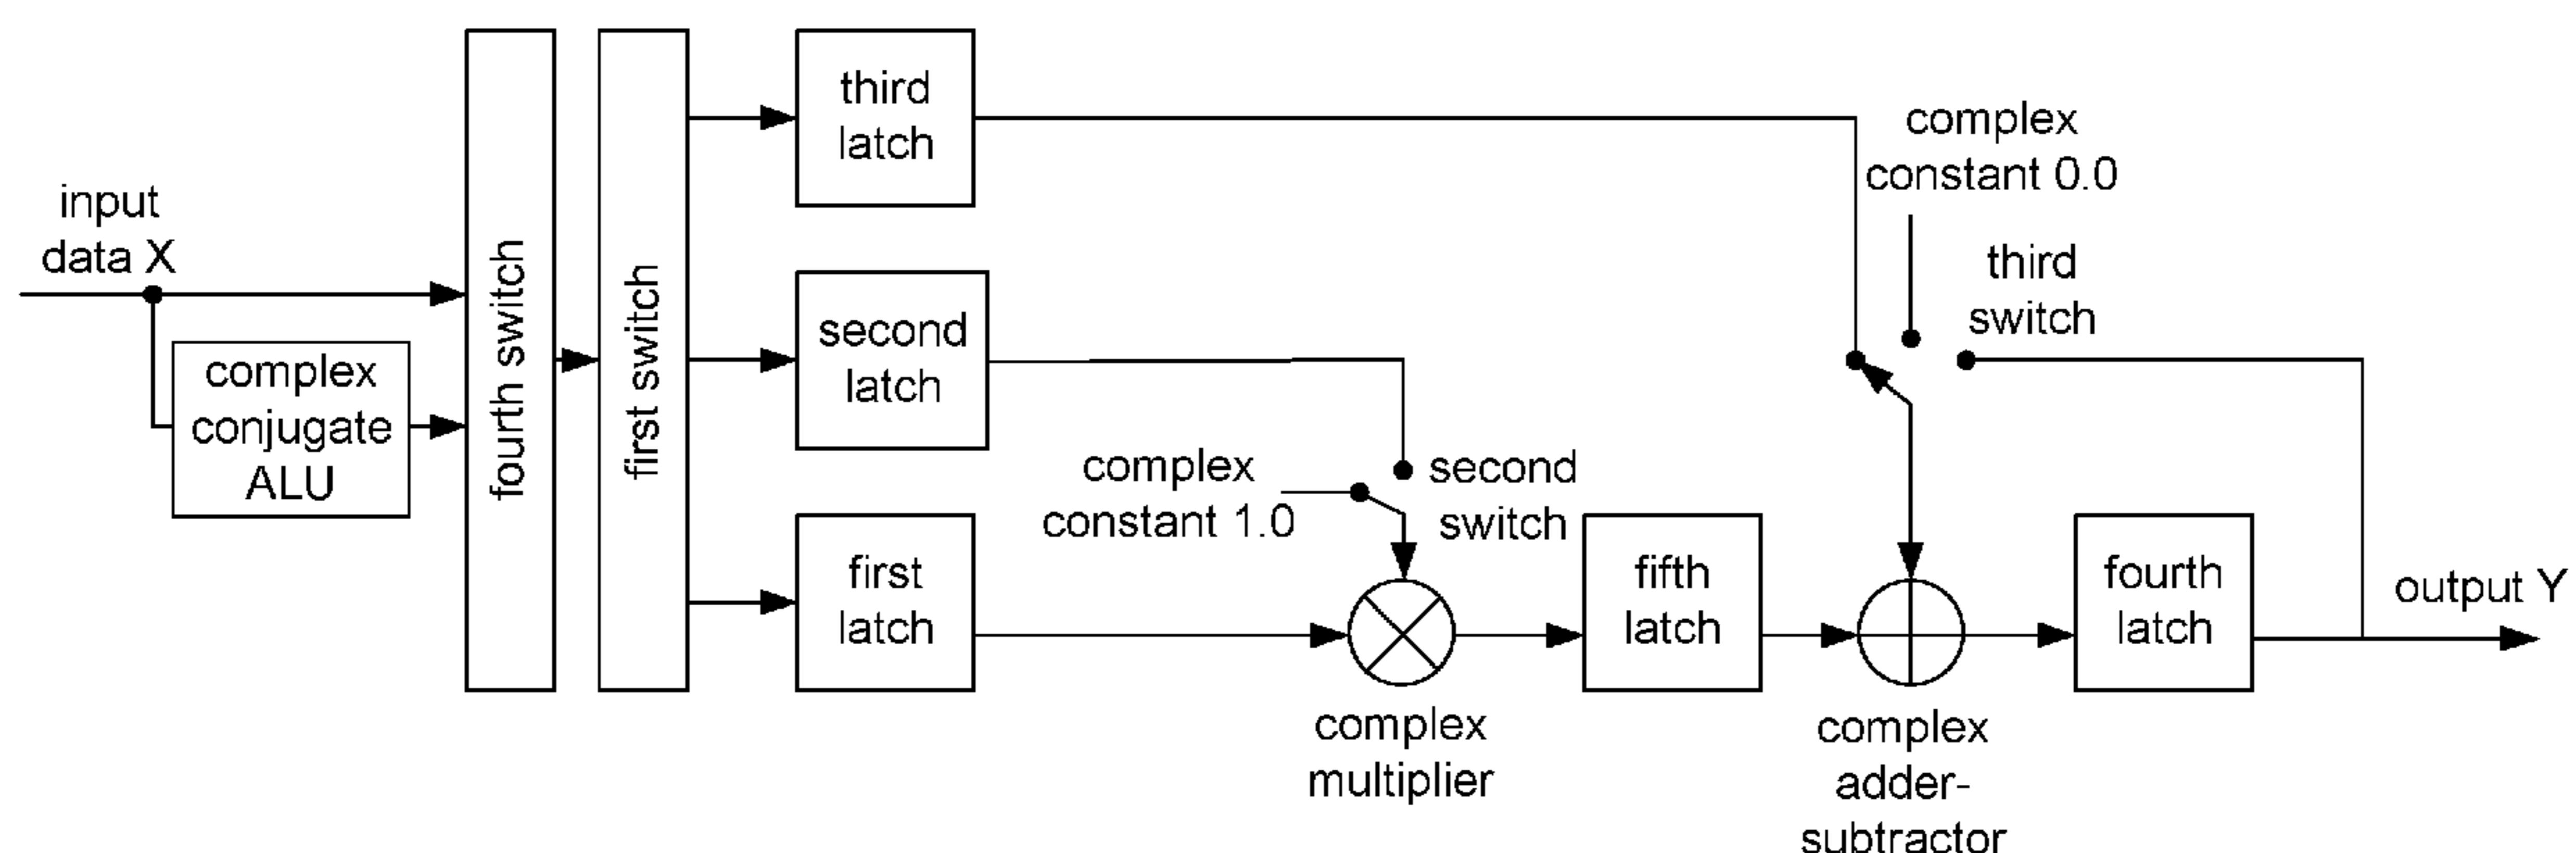 input
data X
complex
conjugate
ALU
fourth switch
first switch
third
latch
second
latch
first
latch
complex
constant 1.0
second
switch
complex
multiplier
fifth
latch
complex
constant 0.0
third
switch
complex
adder-
subtractor
fourth
latch
output Y